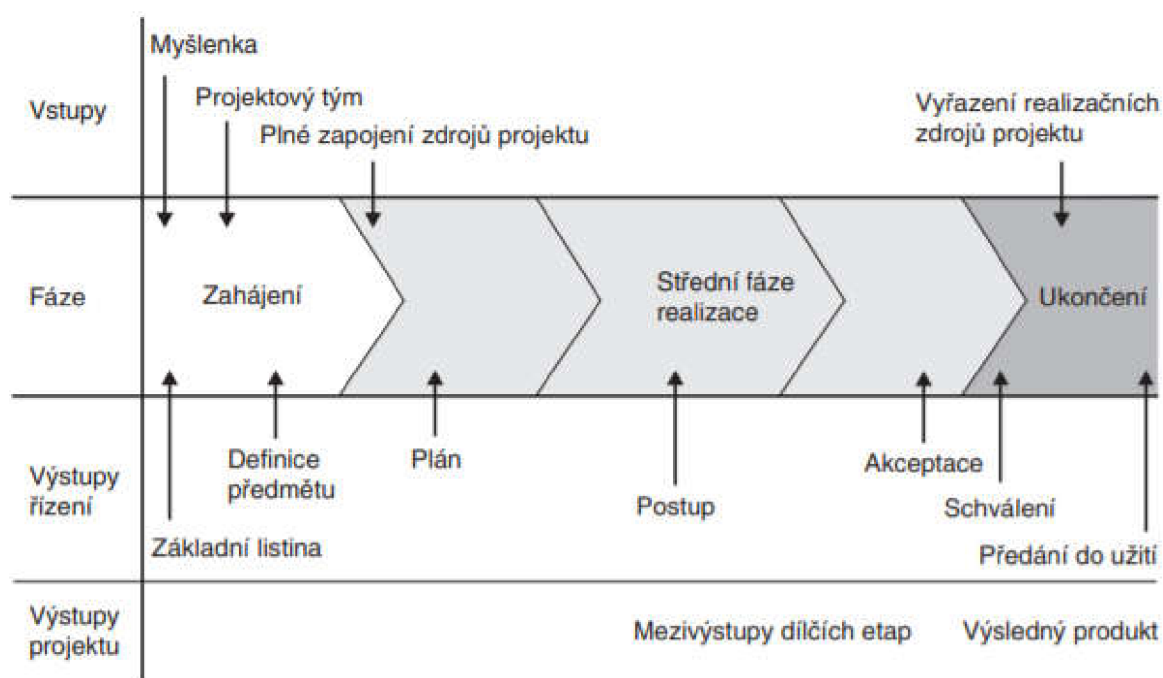 Myšlenka
Vstupy
Projektový tým
Plné zapojení zdrojů projektu
Vyřazení realizačních
zdrojů projektu
Fáze
Zahájení
Střední fáze
realizace
Ukončení
Výstupy
řízení
Definice
předmětu
Plán
Akceptace
Postup
Schválení
Základní listina
Předání do užití
Výstupy
projektu
Mezivýstupy dílčích etap
Výsledný produkt